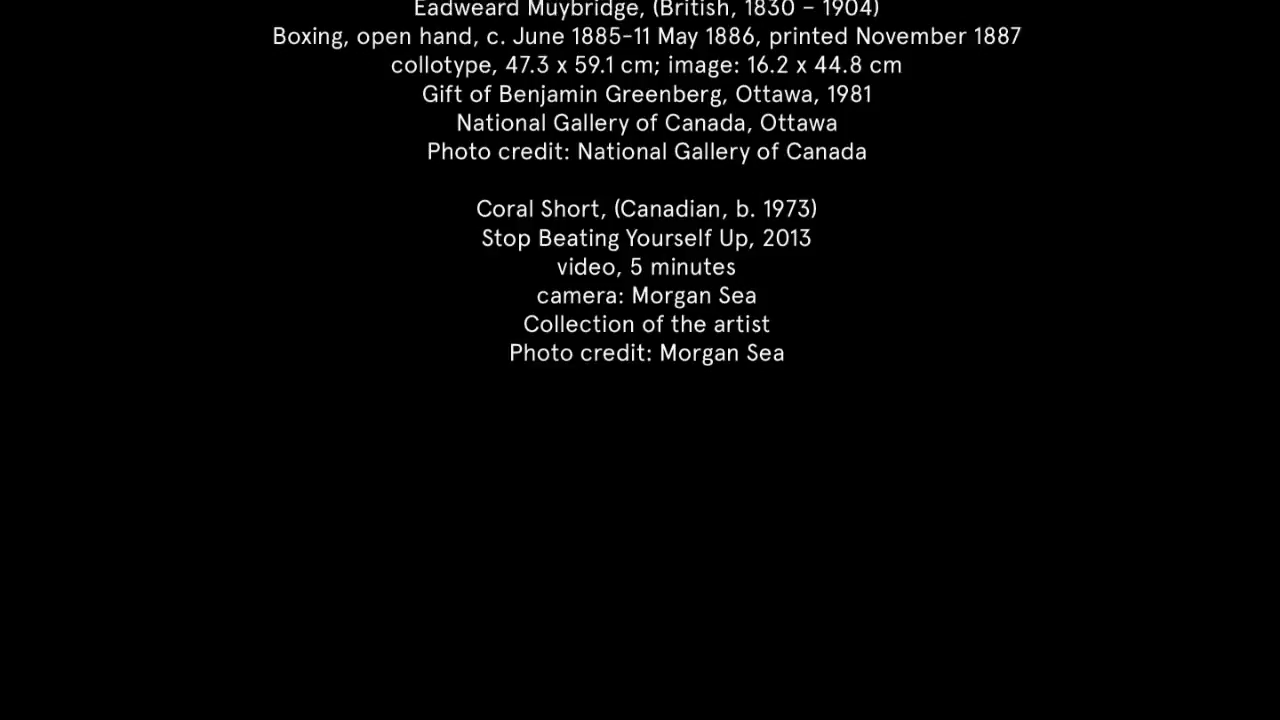 Eadweard Muybridge, (British, 1830 – 1904)
Boxing, open hand, c. June 1885-11 May 1886, printed November 1887
collotype, 47.3 x 59.1 cm; image: 16.2 x 44.8 cm
Gift of Benjamin Greenberg, Ottawa, 1981
National Gallery of Canada, Ottawa
Photo credit: National Gallery of Canada
Coral Short, (Canadian, b. 1973)
Stop Beating Yourself Up, 2013
video, 5 minutes
camera: Morgan Sea
Collection of the artist
Photo credit: Morgan Sea